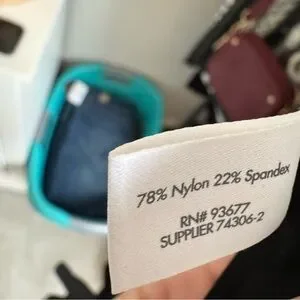 78% Nylon 22% Spandex
RN# 93677
SUPPLIER 74306-2